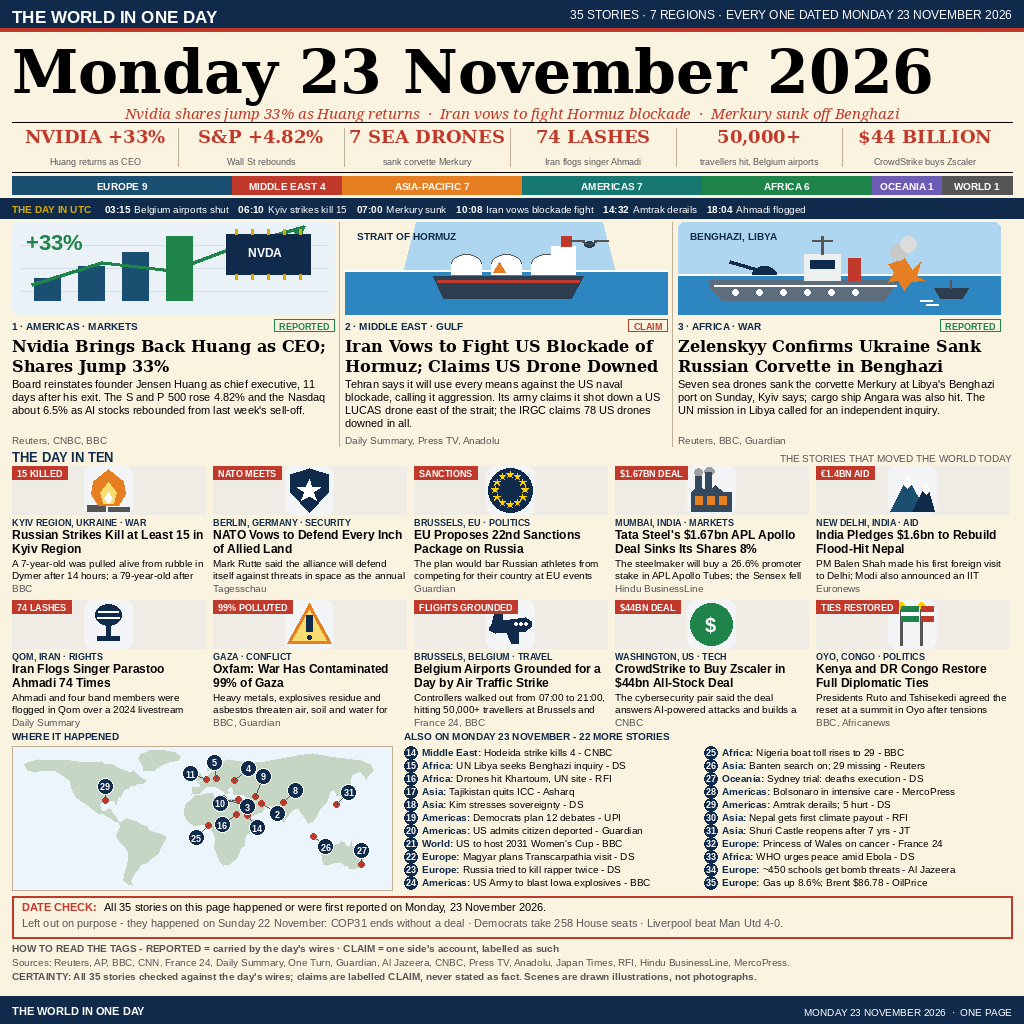 THE WORLD IN ONE DAY
35 STORIES · 7 REGIONS · EVERY ONE DATED MONDAY 23 NOVEMBER 2026
Monday 23 November 2026
Nvidia shares jump 33% as Huang returns · Iran vows to fight Hormuz blockade · Merkury sunk off Benghazi
NVIDIA +33%
Huang returns as CEO
S&P +4.82%
Wall St rebounds
7 SEA DRONES
sank corvette Merkury
74 LASHES
Iran flogs singer Ahmadi
50,000+
travellers hit, Belgium airports
$44 BILLION
CrowdStrike buys Zscaler
EUROPE 9
MIDDLE EAST 4
ASIA-PACIFIC 7
AMERICAS 7
AFRICA 6
OCEANIA 1
WORLD 1
THE DAY IN UTC 03:15 Belgium airports shut 06:10 Kyiv strikes kill 15 07:00 Merkury sunk 10:08 Iran vows blockade fight 14:32 Amtrak derails 18:04 Ahmadi flogged
+33%
NVDA
1 · AMERICAS · MARKETS
REPORTED
Nvidia Brings Back Huang as CEO;
Shares Jump 33%
Board reinstates founder Jensen Huang as chief executive, 11
days after his exit. The S and P 500 rose 4.82% and the Nasdaq
about 6.5% as AI stocks rebounded from last week's sell-off.
Reuters, CNBC, BBC
STRAIT OF HORMUZ
2 · MIDDLE EAST · GULF
CLAIM
Iran Vows to Fight US Blockade of
Hormuz; Claims US Drone Downed
Tehran says it will use every means against the US naval
blockade, calling it aggression. Its army claims it shot down a US
LUCAS drone east of the strait; the IRGC claims 78 US drones
downed in all.
Daily Summary, Press TV, Anadolu
BENGHAZI, LIBYA
3 · AFRICA · WAR
REPORTED
Zelenskyy Confirms Ukraine Sank
Russian Corvette in Benghazi
Seven sea drones sank the corvette Merkury at Libya's Benghazi
port on Sunday, Kyiv says; cargo ship Angara was also hit. The
UN mission in Libya called for an independent inquiry.
Reuters, BBC, Guardian
THE DAY IN TEN
THE STORIES THAT MOVED THE WORLD TODAY
15 KILLED
KYIV REGION, UKRAINE · WAR
Russian Strikes Kill at Least 15 in
Kyiv Region
A 7-year-old was pulled alive from rubble in
Dymer after 14 hours; a 79-year-old after
BBC
NATO MEETS
BERLIN, GERMANY · SECURITY
NATO Vows to Defend Every Inch
of Allied Land
Mark Rutte said the alliance will defend
itself against threats in space as the annual
Tagesschau
SANCTIONS
BRUSSELS, EU · POLITICS
EU Proposes 22nd Sanctions
Package on Russia
The plan would bar Russian athletes from
competing for their country at EU events
Guardian
$1.67BN DEAL
MUMBAI, INDIA · MARKETS
Tata Steel's $1.67bn APL Apollo
Deal Sinks Its Shares 8%
The steelmaker will buy a 26.6% promoter
stake in APL Apollo Tubes; the Sensex fell
Hindu BusinessLine
€1.4BN AID
NEW DELHI, INDIA · AID
India Pledges $1.6bn to Rebuild
Flood-Hit Nepal
PM Balen Shah made his first foreign visit
to Delhi; Modi also announced an IIT
Euronews
74 LASHES
QOM, IRAN · RIGHTS
Iran Flogs Singer Parastoo
Ahmadi 74 Times
Ahmadi and four band members were
flogged in Qom over a 2024 livestream
Daily Summary
99% POLLUTED
GAZA · CONFLICT
Oxfam: War Has Contaminated
99% of Gaza
Heavy metals, explosives residue and
asbestos threaten air, soil and water for
BBC, Guardian
FLIGHTS GROUNDED
BRUSSELS, BELGIUM · TRAVEL
Belgium Airports Grounded for a
Day by Air Traffic Strike
Controllers walked out from 07:00 to 21:00,
hitting 50,000+ travellers at Brussels and
France 24, BBC
$44BN DEAL
$
WASHINGTON, US · TECH
CrowdStrike to Buy Zscaler in
$44bn All-Stock Deal
The cybersecurity pair said the deal
answers AI-powered attacks and builds a
CNBC
TIES RESTORED
OYO, CONGO · POLITICS
Kenya and DR Congo Restore
Full Diplomatic Ties
Presidents Ruto and Tshisekedi agreed the
reset at a summit in Oyo after tensions
BBC, Africanews
WHERE IT HAPPENED
5
11
4
9
29
8
31
10
3
2
16
14
25
26
27
ALSO ON MONDAY 23 NOVEMBER - 22 MORE STORIES
14 Middle East: Hodeida strike kills 4 - CNBC
15 Africa: UN Libya seeks Benghazi inquiry - DS
16 Africa: Drones hit Khartoum, UN site - RFI
17 Asia: Tajikistan quits ICC - Asharq
18 Asia: Kim stresses sovereignty - DS
19 Americas: Democrats plan 12 debates - UPI
20 Americas: US admits citizen deported - Guardian
21 World: US to host 2031 Women's Cup - BBC
22 Europe: Magyar plans Transcarpathia visit - DS
23 Europe: Russia tried to kill rapper twice - DS
24 Americas: US Army to blast Iowa explosives - BBC
25 Africa: Nigeria boat toll rises to 29 - BBC
26 Asia: Banten search on; 29 missing - Reuters
27 Oceania: Sydney trial: deaths execution - DS
28 Americas: Bolsonaro in intensive care - MercoPress
29 Americas: Amtrak derails; 5 hurt - DS
30 Asia: Nepal gets first climate payout - RFI
31 Asia: Shuri Castle reopens after 7 yrs - JT
32 Europe: Princess of Wales on cancer - France 24
33 Africa: WHO urges peace amid Ebola - DS
34 Europe: ~450 schools get bomb threats - Al Jazeera
35 Europe: Gas up 8.6%; Brent $86.78 - OilPrice
DATE CHECK: All 35 stories on this page happened or were first reported on Monday, 23 November 2026.
Left out on purpose - they happened on Sunday 22 November: COP31 ends without a deal · Democrats take 258 House seats · Liverpool beat Man Utd 4-0.
HOW TO READ THE TAGS - REPORTED = carried by the day's wires · CLAIM = one side's account, labelled as such
Sources: Reuters, AP, BBC, CNN, France 24, Daily Summary, One Turn, Guardian, Al Jazeera, CNBC, Press TV, Anadolu, Japan Times, RFI, Hindu BusinessLine, MercoPress.
CERTAINTY: All 35 stories checked against the day's wires; claims are labelled CLAIM, never stated as fact. Scenes are drawn illustrations, not photographs.
THE WORLD IN ONE DAY
MONDAY 23 NOVEMBER 2026 · ONE PAGE